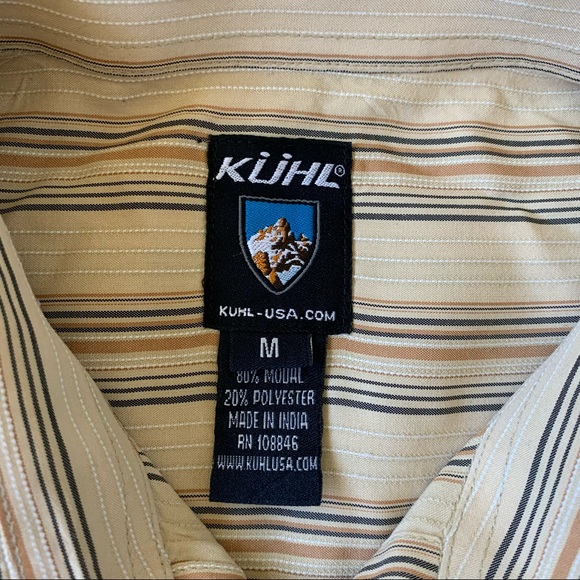 KÜHL®
KUHL-USA.COM
M
80% MODAL
20% POLYESTER
MADE IN INDIA
RN 108846
WWW.KUHLUSA.COM